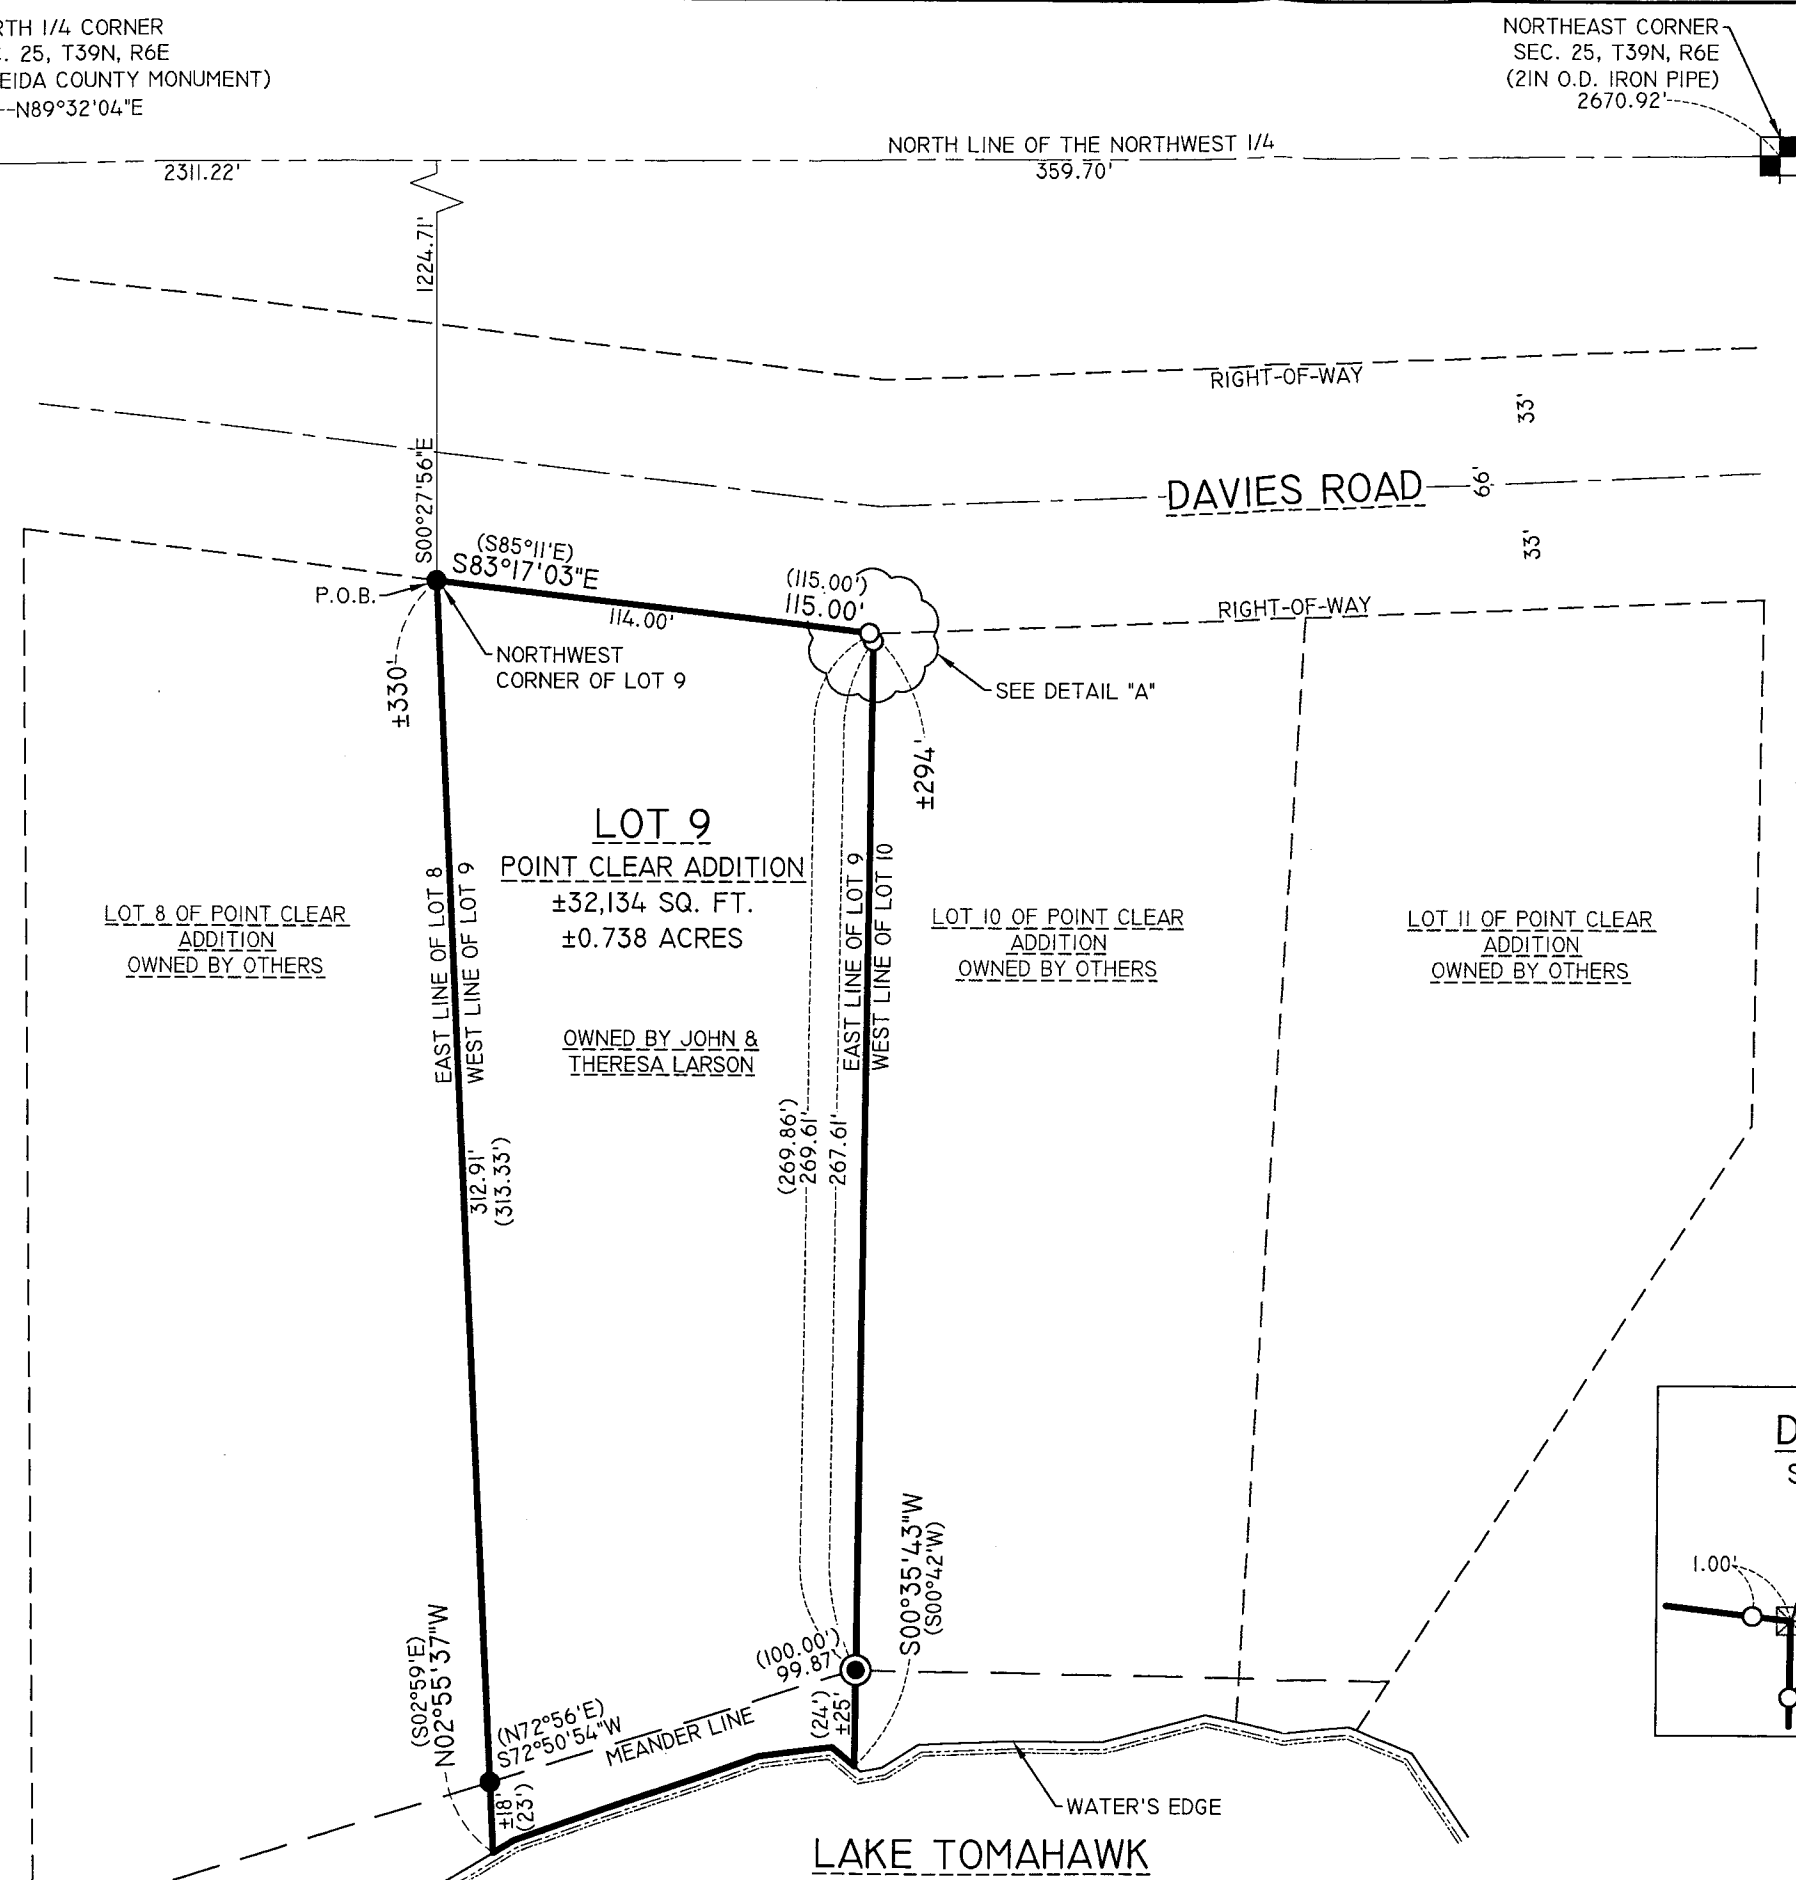 RTH 1/4 CORNER
. 25, T39N, R6E
EIDA COUNTY MONUMENT)
--N89°32'04"E
NORTHEAST CORNER
SEC. 25, T39N, R6E
(2IN O.D. IRON PIPE)
2670.92'
NORTH LINE OF THE NORTHWEST 1/4
2311.22'
359.70'
1224.71'
S00°27'56"E
RIGHT-OF-WAY
33'
DAVIES ROAD
66'
33'
(S85°11'E)
S83°17'03"E
114.00'
(115.00')
115.00'
P.O.B.
RIGHT-OF-WAY
NORTHWEST
CORNER OF LOT 9
SEE DETAIL "A"
±330'
±294'
LOT 9
POINT CLEAR ADDITION
±32,134 SQ. FT.
±0.738 ACRES
OWNED BY JOHN &
THERESA LARSON
LOT 8 OF POINT CLEAR
ADDITION
OWNED BY OTHERS
EAST LINE OF LOT 8
WEST LINE OF LOT 9
EAST LINE OF LOT 9
WEST LINE OF LOT 10
LOT 10 OF POINT CLEAR
ADDITION
OWNED BY OTHERS
LOT 11 OF POINT CLEAR
ADDITION
OWNED BY OTHERS
312.91'
(313.33')
(269.86')
269.61'
267.61'
D
S
1.00'
S00°35'43"W
(S00°42'W)
(S02°59'E)
N02°55'37"W
(100.00')
99.87'
(N72°56'E)
S72°50'54"W
MEANDER LINE
(24')
±25'
±18'
(23')
WATER'S EDGE
LAKE TOMAHAWK